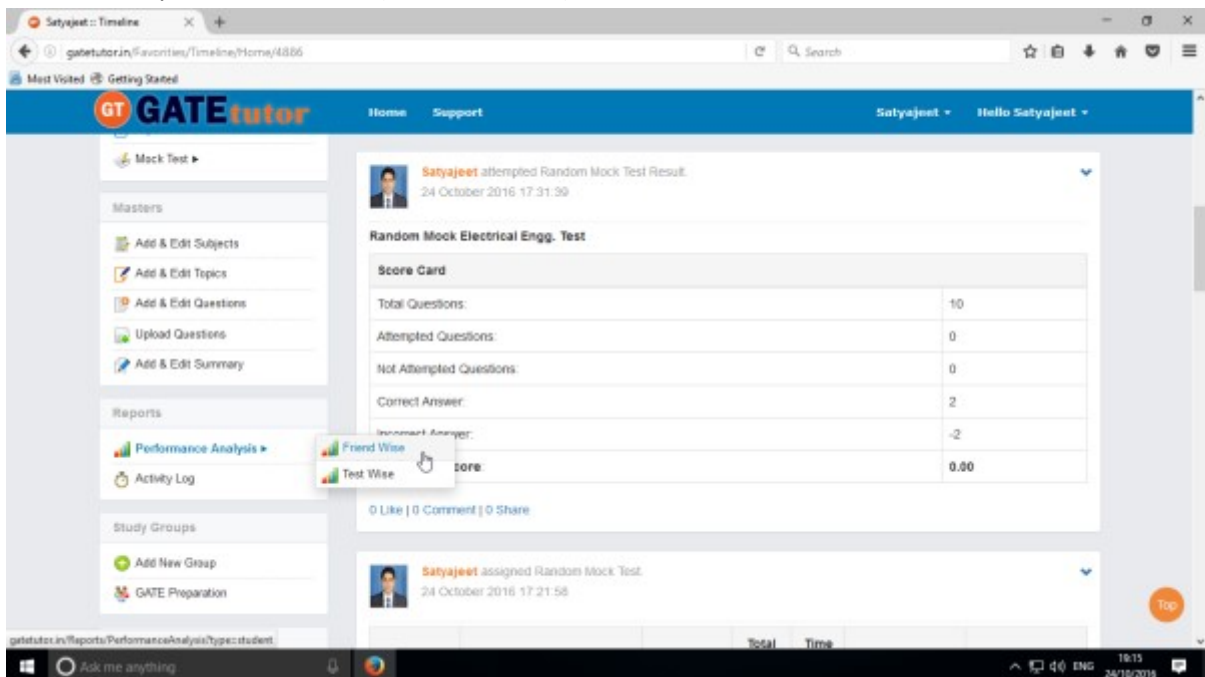 Satyajeet :: Timeline
gatetutor.in/Favorities/Timeline/Home/4886
Search
Most Visited Getting Started
GT GATEtutor Home Support Satyajeet Hello Satyajeet
Mock Test
Satyajeet attempted Random Mock Test Result.
24 October 2016 17:31:39
Masters
Add & Edit Subjects
Add & Edit Topics
Add & Edit Questions
Upload Questions
Add & Edit Summary
Random Mock Electrical Engg. Test
Score Card
Total Questions: 10
Attempted Questions: 0
Not Attempted Questions: 0
Correct Answer: 2
Incorrect Answer: -2
core: 0.00
Reports
Performance Analysis
Friend Wise
Test Wise
Activity Log
0 Like | 0 Comment | 0 Share
Study Groups
Add New Group
GATE Preparation
Satyajeet assigned Random Mock Test.
24 October 2016 17:21:58
Top
Total Time
gatetutor.in/Reports/PerformanceAnalysis?type=student
Ask me anything
ENG
19:15
24/10/2016